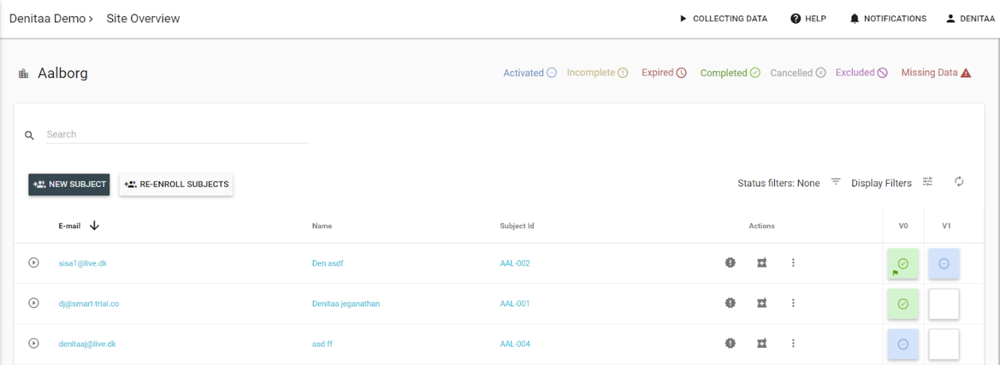 Denitaa Demo › Site Overview COLLECTING DATA HELP NOTIFICATIONS DENITAA
Aalborg Activated Incomplete Expired Completed Cancelled Excluded Missing Data
Search
NEW SUBJECT RE-ENROLL SUBJECTS Status filters: None Display Filters
E-mail Name Subject Id Actions V0 V1
sisa1@live.dk Den asdf AAL-002
dj@smart-trial.co Denitaa jeganathan AAL-001
denitaaj@live.dk asd ff AAL-004